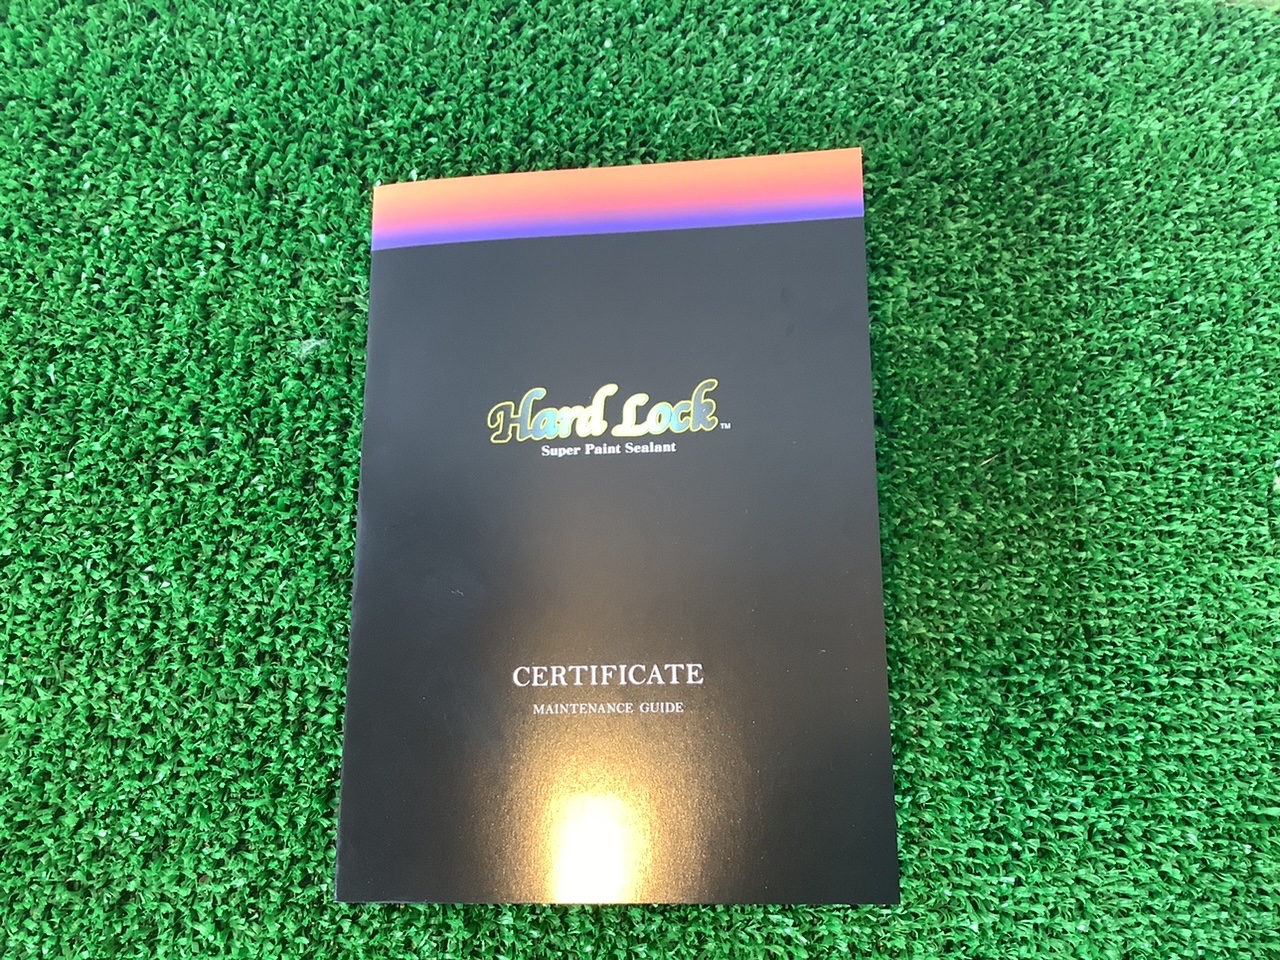 Hard Lock™
Super Paint Sealant
CERTIFICATE
MAINTENANCE GUIDE